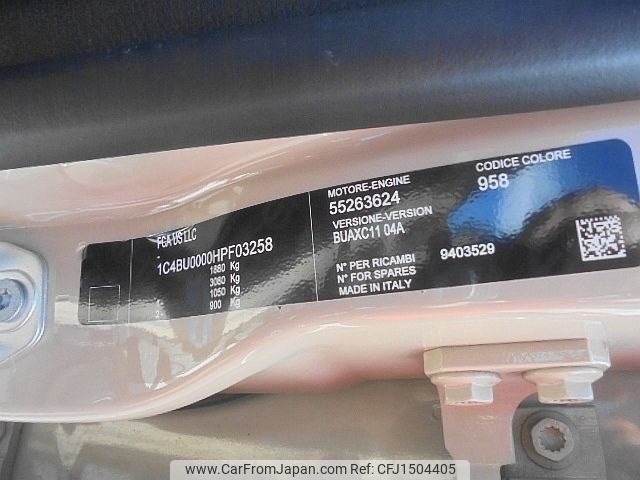 FCA US LLC
1C4BU0000HPF03258
1880 Kg
3080 Kg
1050 Kg
900 Kg
MOTORE-ENGINE
55263624
VERSIONE-VERSION
BUAXC11 04A
N° PER RICAMBI
N° FOR SPARES
MADE IN ITALY
CODICE COLORE
958
9403529
www.CarFromJapan.com
©CarFromJapan - CFJ1504405